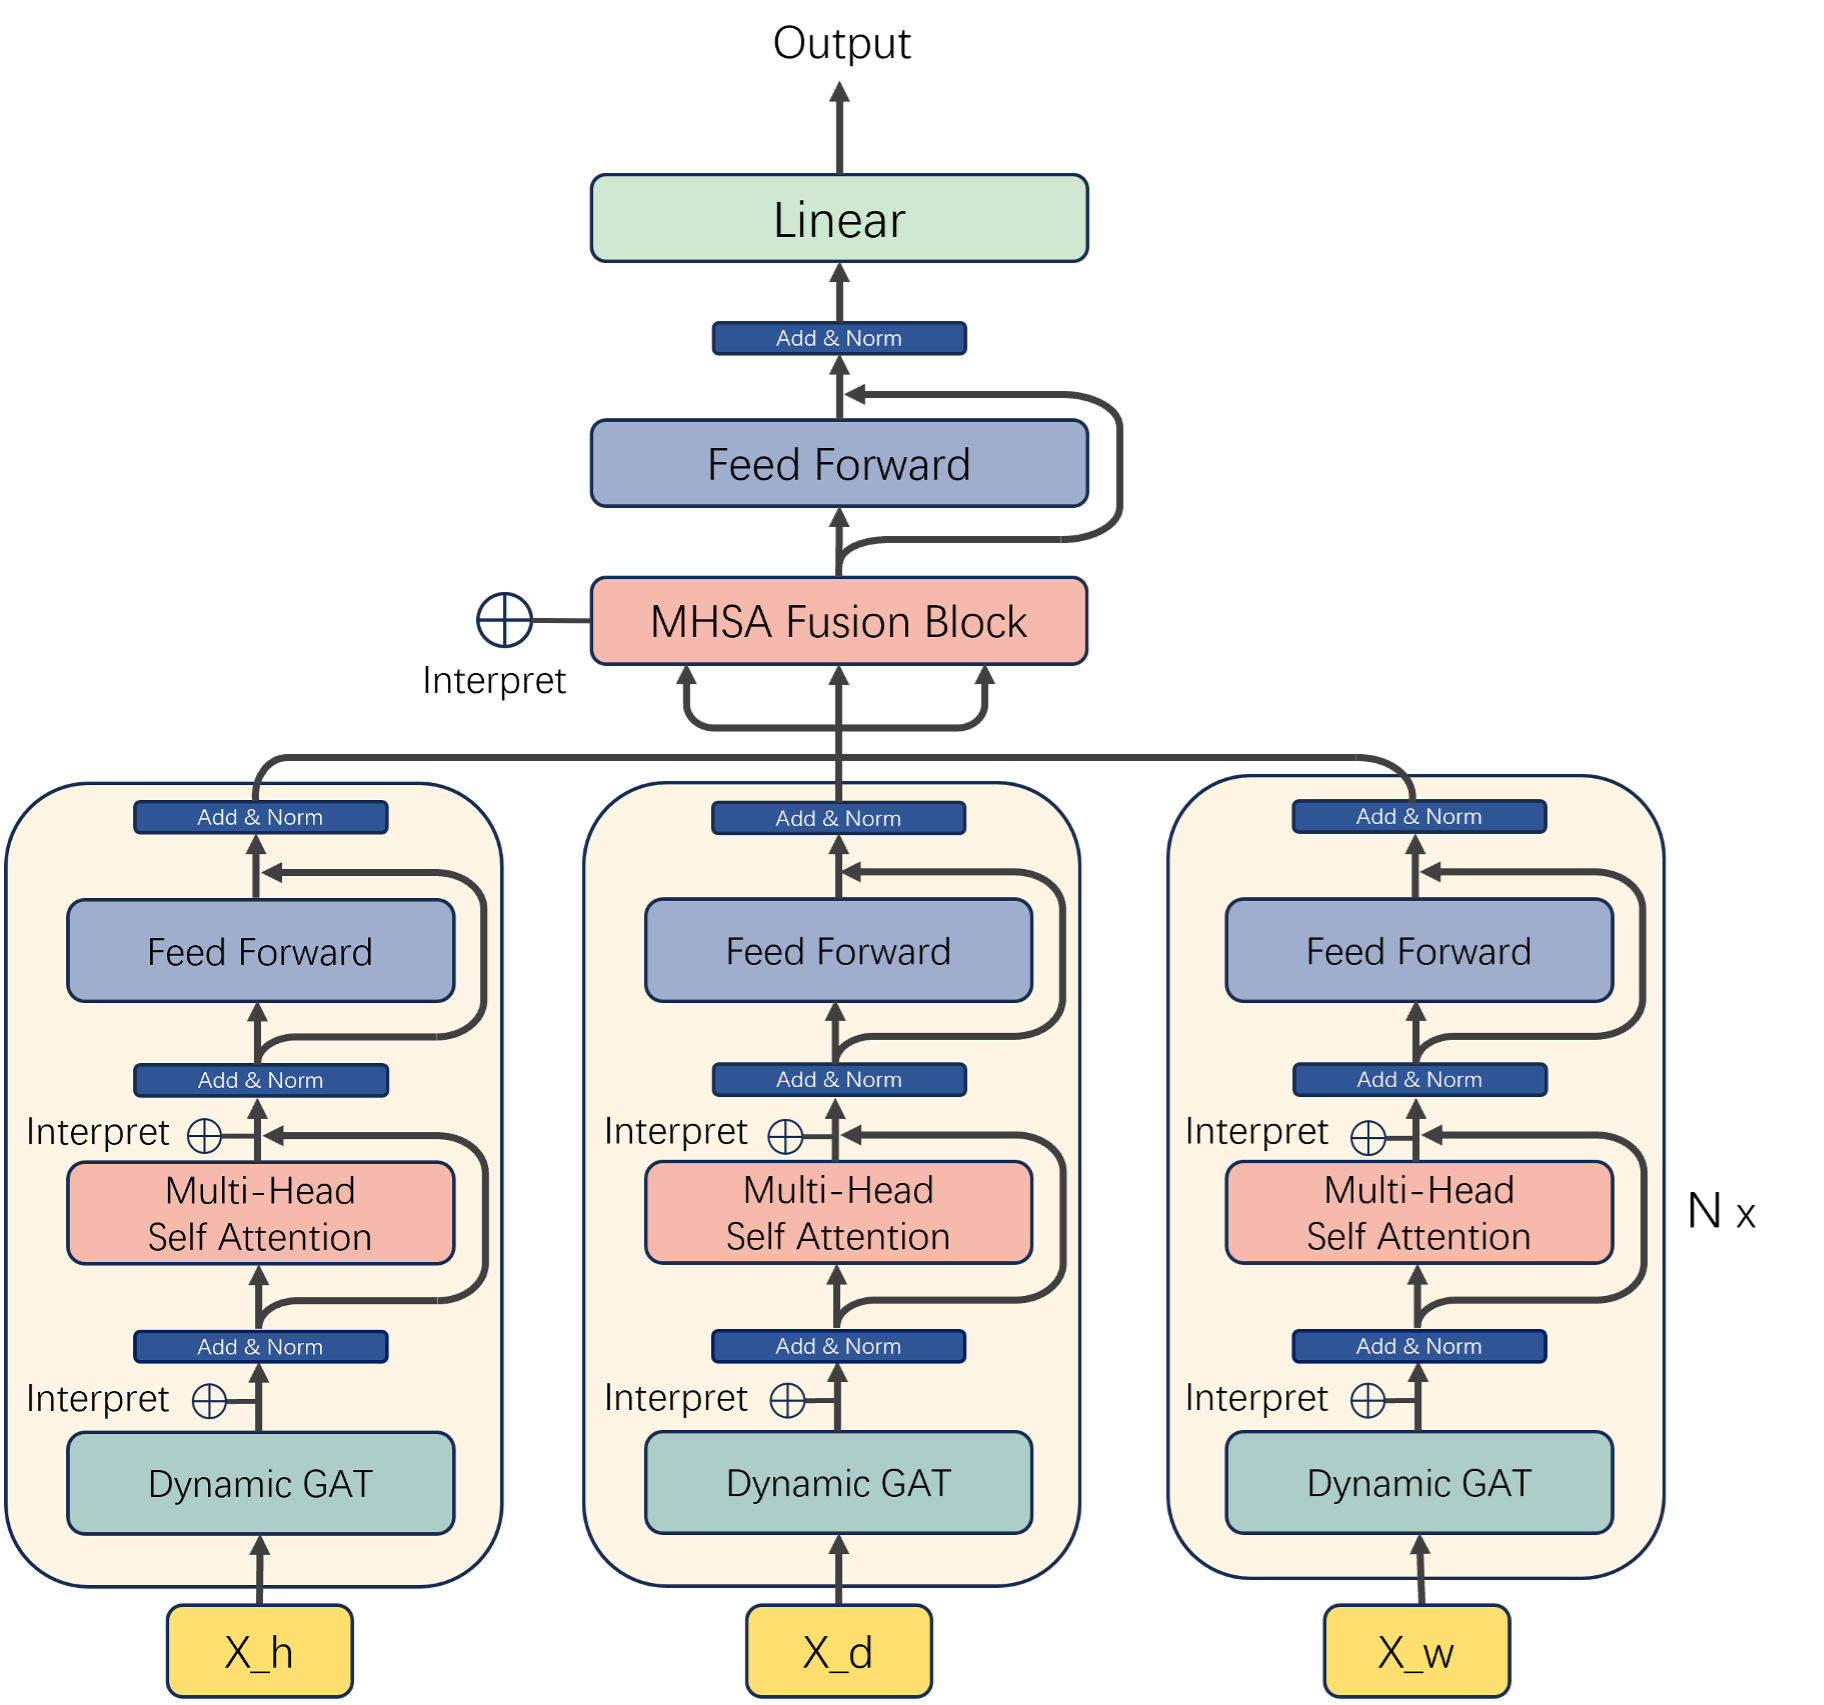 Output
Linear
Add & Norm
Feed Forward
MHSA Fusion Block
Interpret
Add & Norm
Feed Forward
Add & Norm
Interpret
Multi-Head
Self Attention
Add & Norm
Interpret
Dynamic GAT
X_h
Add & Norm
Feed Forward
Add & Norm
Interpret
Multi-Head
Self Attention
Add & Norm
Interpret
Dynamic GAT
X_d
Add & Norm
Feed Forward
Add & Norm
Interpret
Multi-Head
Self Attention
Add & Norm
Interpret
Dynamic GAT
X_w
N x